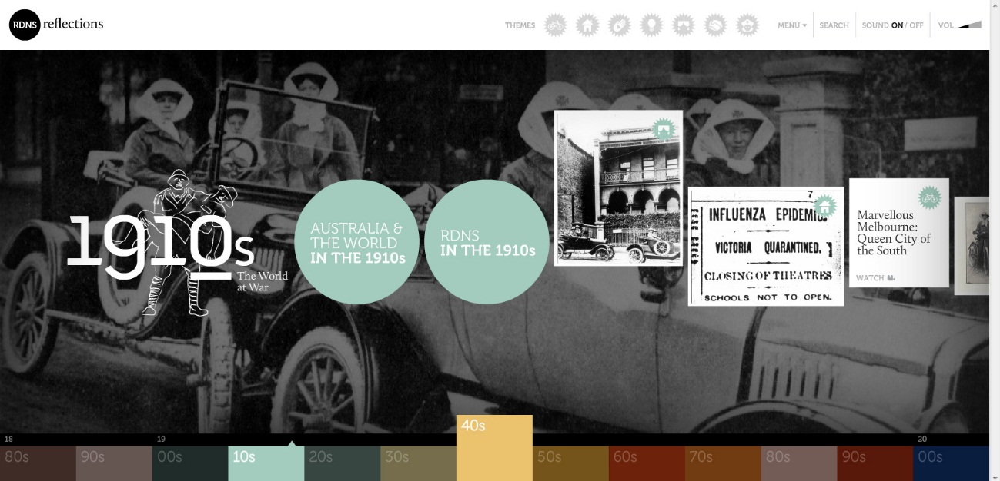 RDNS reflections
THEMES
MENU
SEARCH
SOUND ON / OFF
VOL
1910s
The World
at War
AUSTRALIA &
THE WORLD
IN THE 1910s
RDNS
IN THE 1910s
7
INFLUENZA EPIDEMIC.
VICTORIA QUARANTINED.
CLOSING OF THEATRES
SCHOOLS NOT TO OPEN.
Marvellous
Melbourne:
Queen City of
the South
WATCH
40s
18
19
20
80s
90s
00s
10s
20s
30s
50s
60s
70s
80s
90s
00s